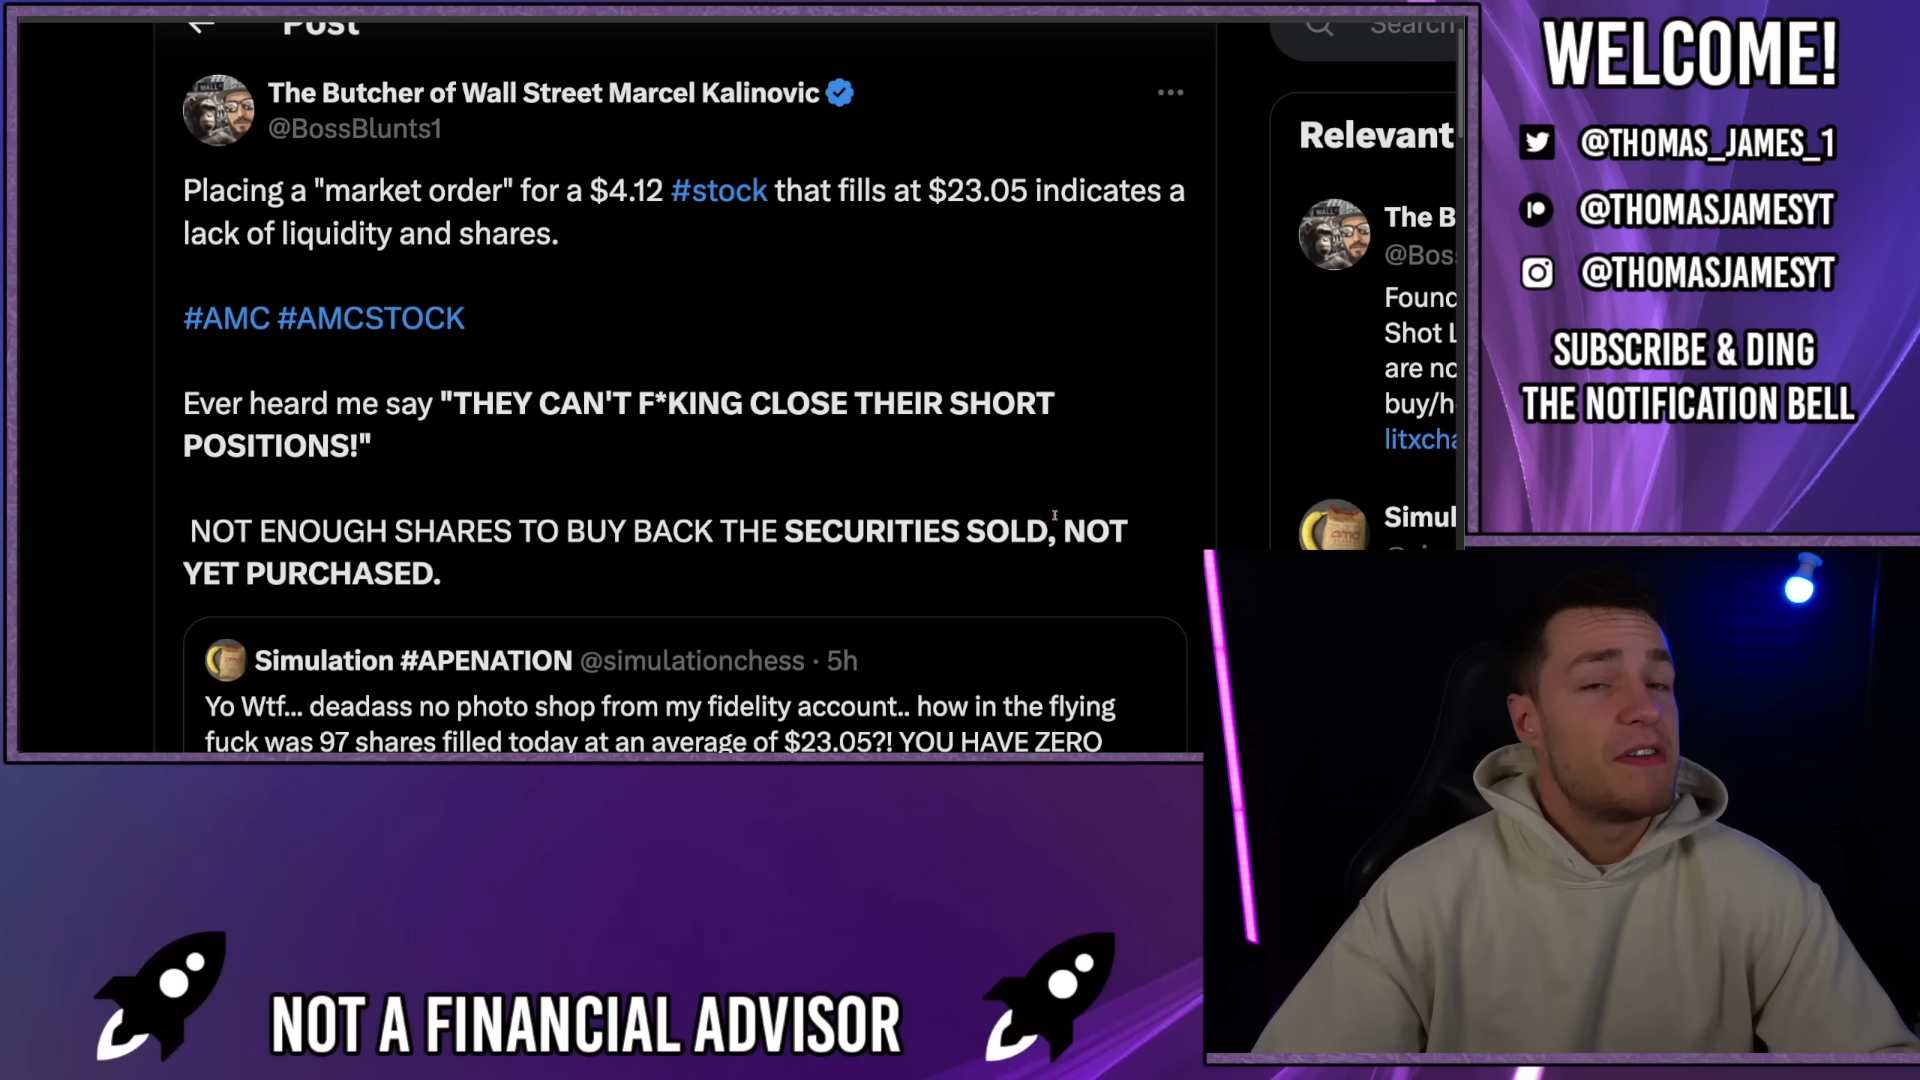 Post
The Butcher of Wall Street Marcel Kalinovic
@BossBlunts1
Placing a "market order" for a $4.12 #stock that fills at $23.05 indicates a
lack of liquidity and shares.
#AMC #AMCSTOCK
Ever heard me say "THEY CAN'T F*KING CLOSE THEIR SHORT
POSITIONS!"
NOT ENOUGH SHARES TO BUY BACK THE SECURITIES SOLD, NOT
YET PURCHASED.
Simulation #APENATION @simulationchess · 5h
Yo Wtf... deadass no photo shop from my fidelity account.. how in the flying
fuck was 97 shares filled today at an average of $23.05?! YOU HAVE ZERO
Search
Relevant
The B
@Bos
Found
Shot L
are no
buy/h
litxcha
Simul
WELCOME!
@THOMAS_JAMES_1
@THOMASJAMESYT
@THOMASJAMESYT
SUBSCRIBE & DING
THE NOTIFICATION BELL
NOT A FINANCIAL ADVISOR